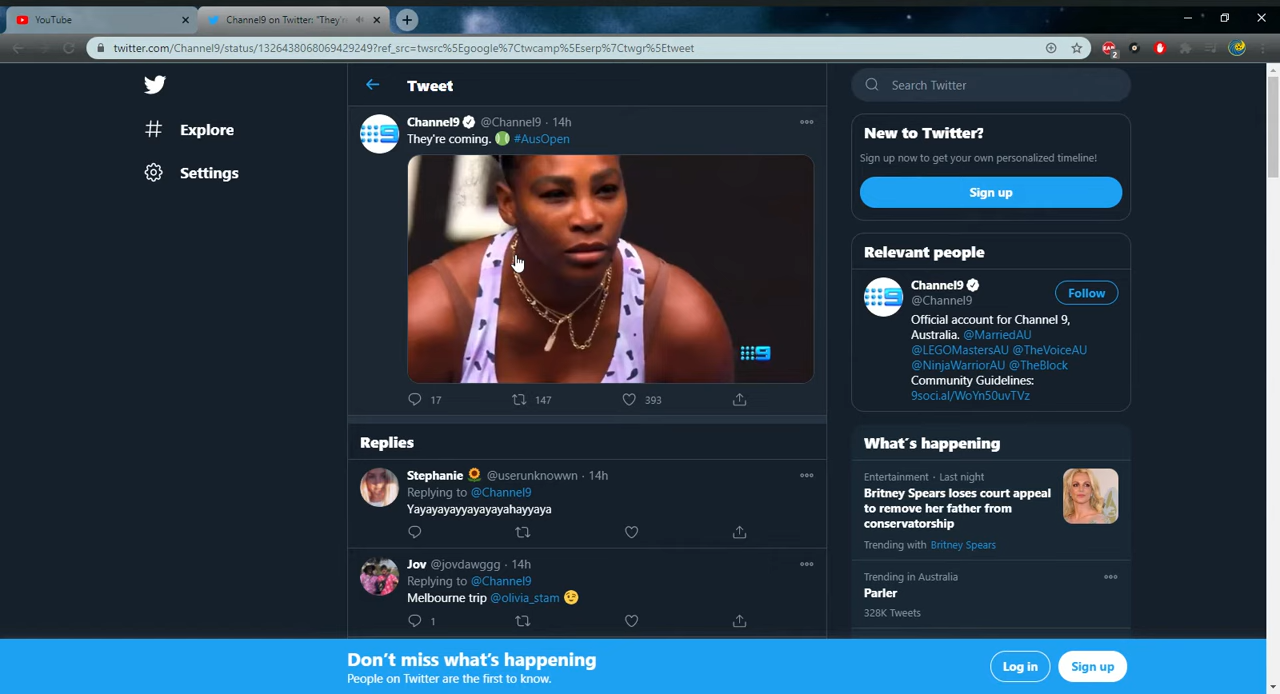 YouTube
Channel9 on Twitter: "They'r
twitter.com/Channel9/status/1326438068069429249?ref_src=twsrc%5Egoogle%7Ctwcamp%5Eserp%7Ctwgr%5Etweet
2
Explore
Settings
Tweet
Channel9 @Channel9 · 14h
They're coming. #AusOpen
9
17 147 393
Replies
Stephanie @userunknowwn · 14h
Replying to @Channel9
Yayayayayyayayayahayyaya
Jov @jovdawggg · 14h
Replying to @Channel9
Melbourne trip @olivia_stam
1
Search Twitter
New to Twitter?
Sign up now to get your own personalized timeline!
Sign up
Relevant people
Channel9
@Channel9
Follow
Official account for Channel 9,
Australia. @MarriedAU
@LEGOMastersAU @TheVoiceAU
@NinjaWarriorAU @TheBlock
Community Guidelines:
9soci.al/WoYn50uvTVz
What's happening
Entertainment · Last night
Britney Spears loses court appeal
to remove her father from
conservatorship
Trending with Britney Spears
Trending in Australia
Parler
328K Tweets
Don't miss what's happening
People on Twitter are the first to know.
Log in
Sign up